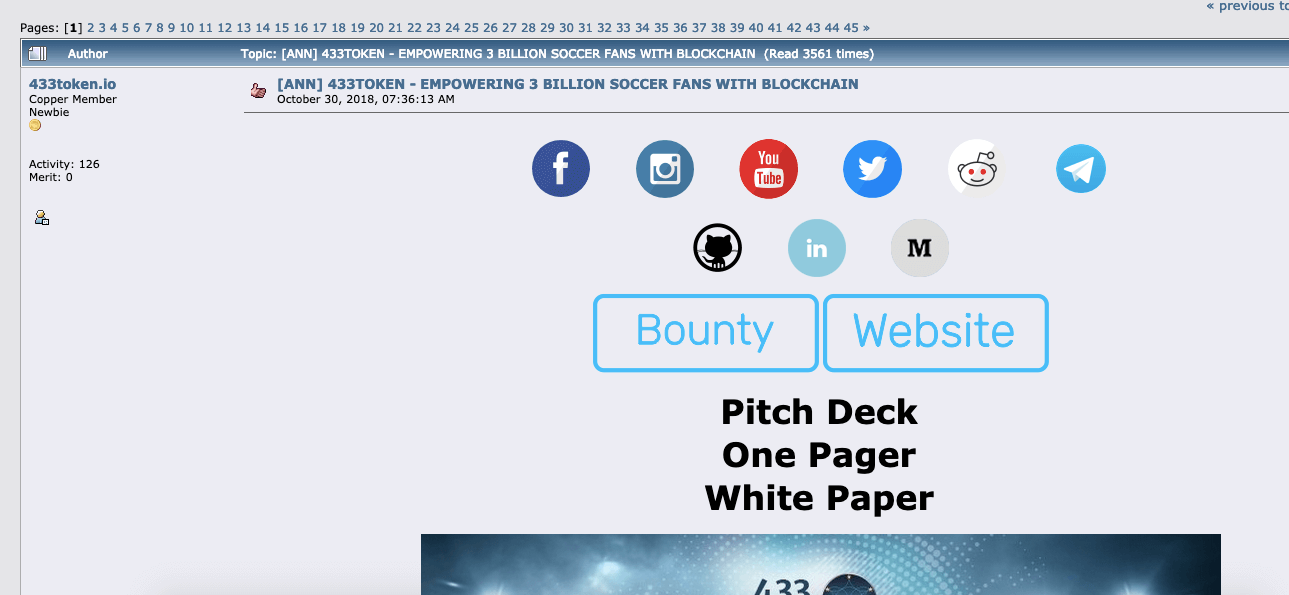 « previous to
Pages: [1] 2 3 4 5 6 7 8 9 10 11 12 13 14 15 16 17 18 19 20 21 22 23 24 25 26 27 28 29 30 31 32 33 34 35 36 37 38 39 40 41 42 43 44 45 »
Author Topic: [ANN] 433TOKEN - EMPOWERING 3 BILLION SOCCER FANS WITH BLOCKCHAIN (Read 3561 times)
433token.io
Copper Member
Newbie
Activity: 126
Merit: 0
[ANN] 433TOKEN - EMPOWERING 3 BILLION SOCCER FANS WITH BLOCKCHAIN
October 30, 2018, 07:36:13 AM
f You Tube
in M
Bounty Website
Pitch Deck
One Pager
White Paper
433